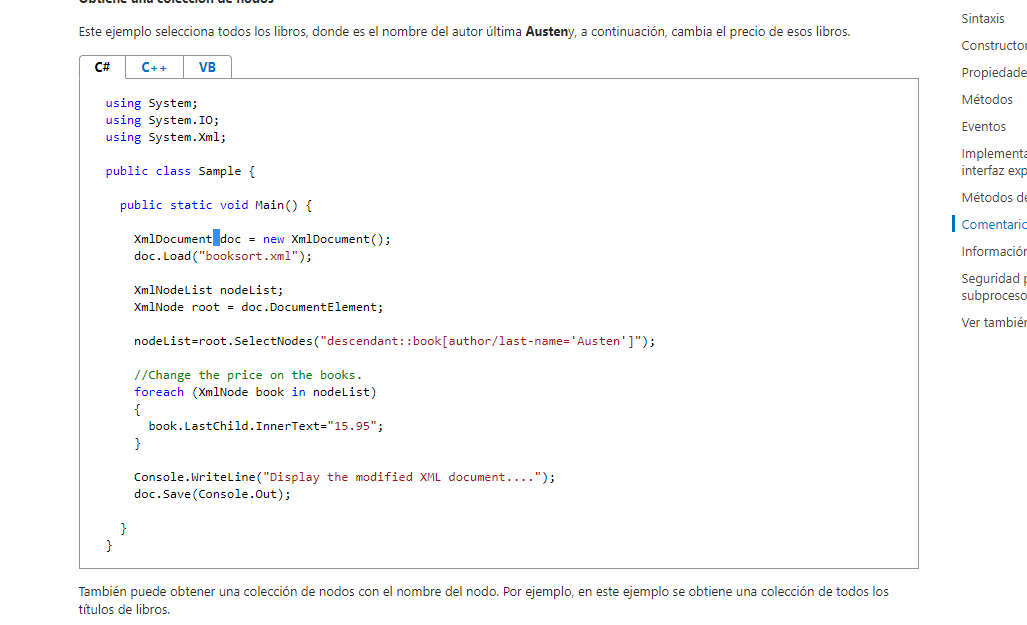 Obtiene una colección de nodos
Este ejemplo selecciona todos los libros, donde es el nombre del autor última Austeny, a continuación, cambia el precio de esos libros.
C# C++ VB
using System;
using System.IO;
using System.Xml;
public class Sample {
public static void Main() {
XmlDocument doc = new XmlDocument();
doc.Load("booksort.xml");
XmlNodeList nodeList;
XmlNode root = doc.DocumentElement;
nodeList=root.SelectNodes("descendant::book[author/last-name='Austen']");
//Change the price on the books.
foreach (XmlNode book in nodeList)
{
book.LastChild.InnerText="15.95";
}
Console.WriteLine("Display the modified XML document....");
doc.Save(Console.Out);
}
}
También puede obtener una colección de nodos con el nombre del nodo. Por ejemplo, en este ejemplo se obtiene una colección de todos los
títulos de libros.
Sintaxis
Constructor
Propiedade
Métodos
Eventos
Implementa
interfaz exp
Métodos de
Comentario
Información
Seguridad p
subproceso
Ver también